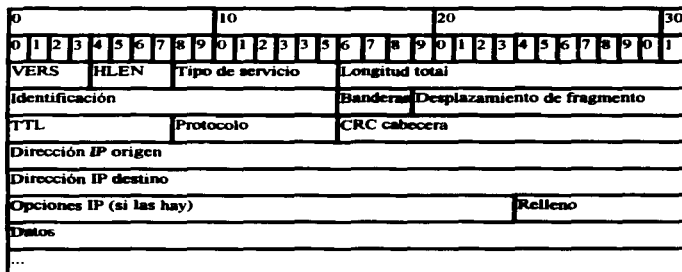 0 10 20 30
0 1 2 3 4 5 6 7 8 9 0 1 2 3 3 5 6 7 8 9 0 1 2 3 4 5 6 7 8 9 0 1
VERS HLEN Tipo de servicio Longitud total
Identificación Banderas Desplazamiento de fragmento
TTL Protocolo CRC cabecera
Dirección IP origen
Dirección IP destino
Opciones IP (si las hay) Relleno
Datos
...